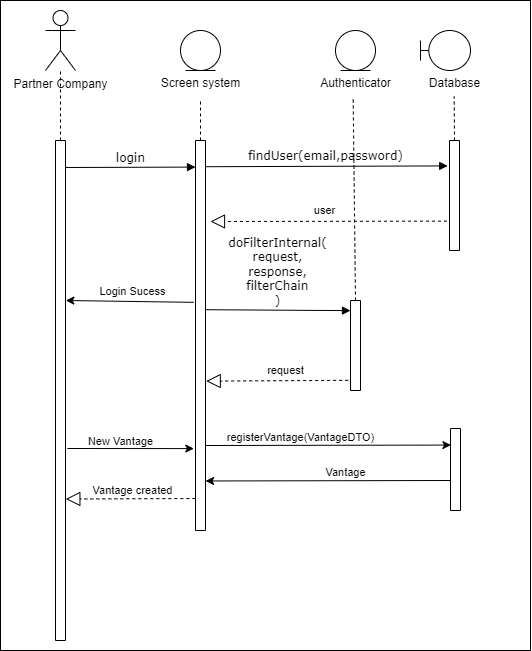 Partner Company
Screen system
Authenticator
Database
login
findUser(email,password)
user
doFilterInternal(
request,
response,
filterChain
)
Login Sucess
request
New Vantage
registerVantage(VantageDTO)
Vantage
Vantage created